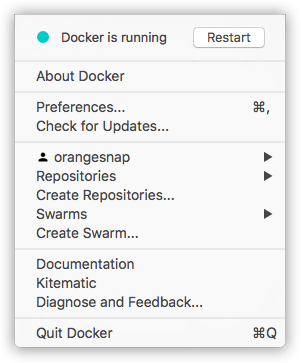 Docker is running Restart
About Docker
Preferences... ⌘,
Check for Updates...
orangesnap
Repositories
Create Repositories...
Swarms
Create Swarm...
Documentation
Kitematic
Diagnose and Feedback...
Quit Docker ⌘Q